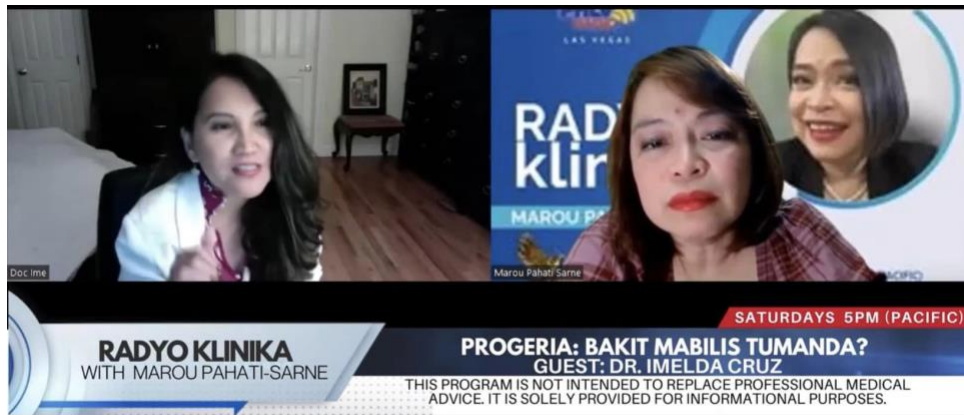 LAS VEGAS
RAD
klin
MAROU PA
PACIFIC
Doc Ime
Marou Pahati Sarne
SATURDAYS 5PM (PACIFIC)
RADYO KLINIKA
WITH MAROU PAHATI-SARNE
PROGERIA: BAKIT MABILIS TUMANDA?
GUEST: DR. IMELDA CRUZ
THIS PROGRAM IS NOT INTENDED TO REPLACE PROFESSIONAL MEDICAL
ADVICE. IT IS SOLELY PROVIDED FOR INFORMATIONAL PURPOSES.